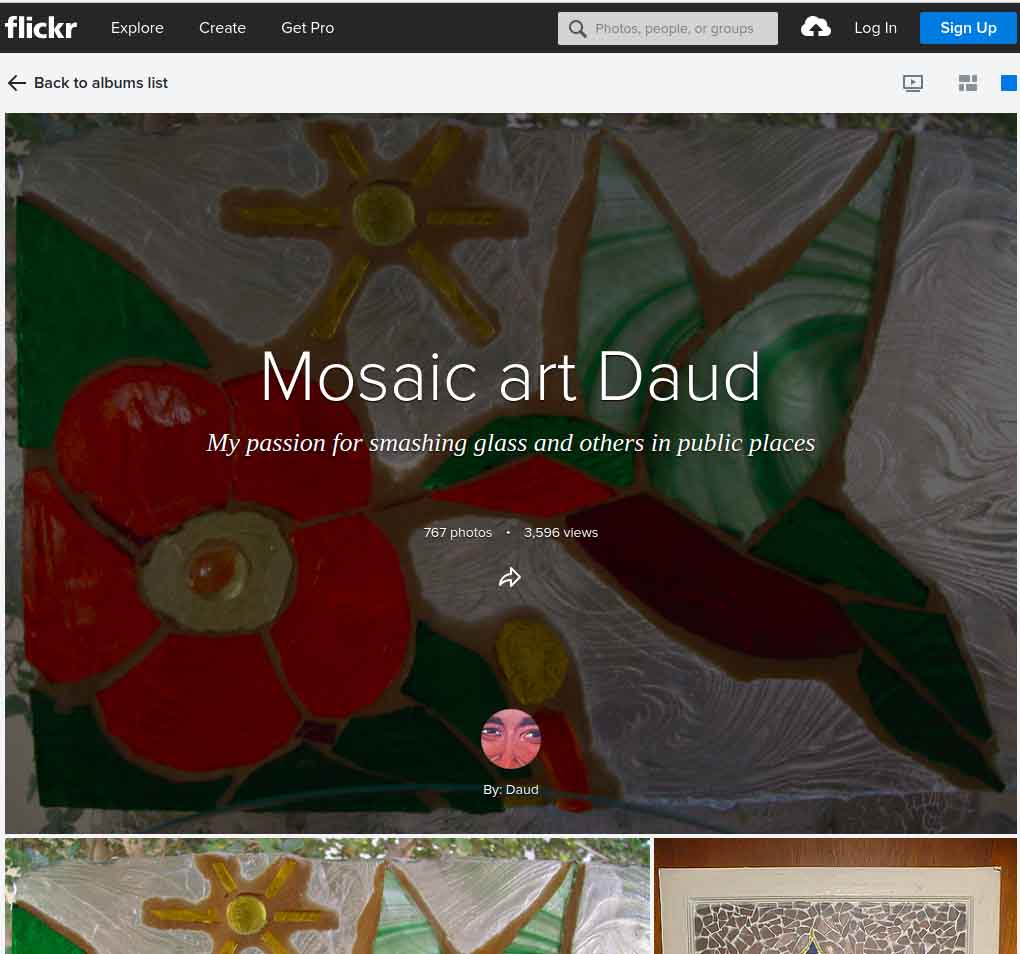 flickr Explore Create Get Pro Photos, people, or groups Log In Sign Up
Back to albums list
Mosaic art Daud
My passion for smashing glass and others in public places
767 photos • 3,596 views
By: Daud